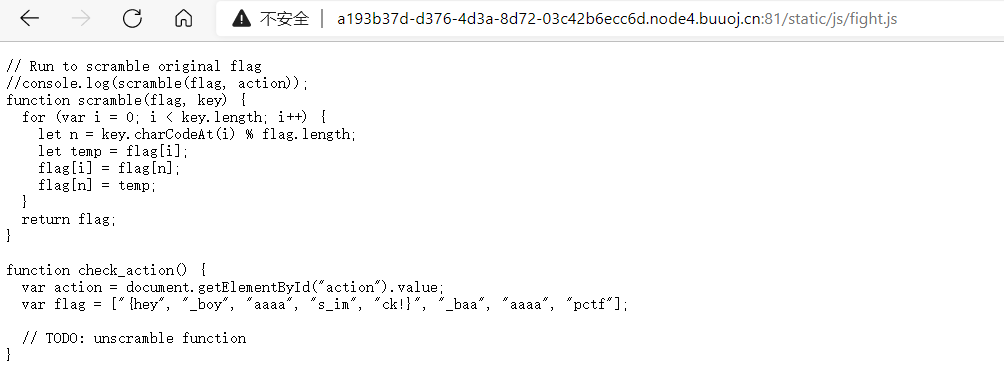 不安全 | a193b37d-d376-4d3a-8d72-03c42b6ecc6d.node4.buuoj.cn:81/static/js/fight.js
// Run to scramble original flag
//console.log(scramble(flag, action));
function scramble(flag, key) {
  for (var i = 0; i < key.length; i++) {
    let n = key.charCodeAt(i) % flag.length;
    let temp = flag[i];
    flag[i] = flag[n];
    flag[n] = temp;
  }
  return flag;
}

function check_action() {
  var action = document.getElementById("action").value;
  var flag = ["{hey", "_boy", "aaaa", "s_im", "ck!}", "_baa", "aaaa", "pctf"];

  // TODO: unscramble function
}